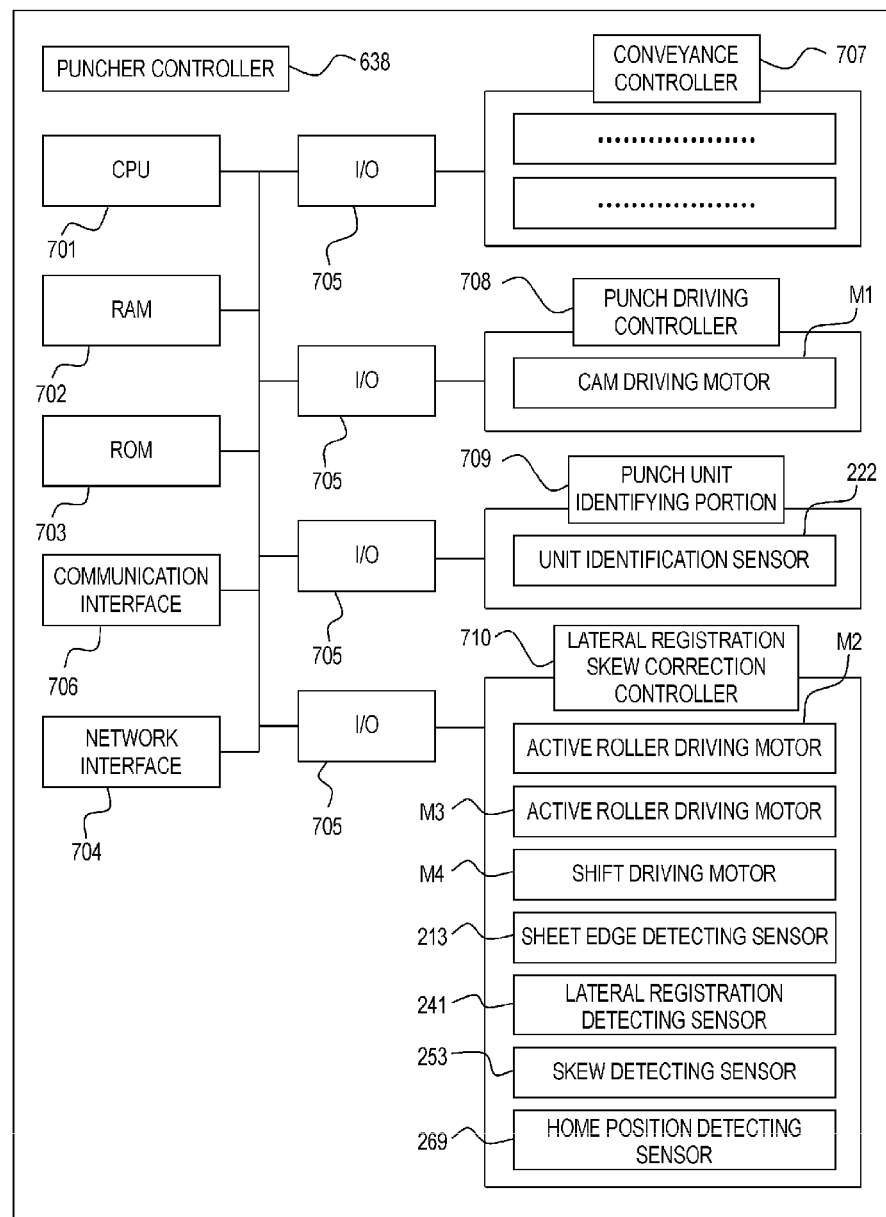 PUNCHER CONTROLLER
638
CONVEYANCE
CONTROLLER
707
..................
..................
CPU
701
I/O
705
RAM
702
708
PUNCH DRIVING
CONTROLLER
M1
CAM DRIVING MOTOR
I/O
705
ROM
703
709
PUNCH UNIT
IDENTIFYING PORTION
222
UNIT IDENTIFICATION SENSOR
I/O
705
COMMUNICATION
INTERFACE
706
710
LATERAL REGISTRATION
SKEW CORRECTION
CONTROLLER
M2
I/O
705
NETWORK
INTERFACE
704
ACTIVE ROLLER DRIVING MOTOR
M3
ACTIVE ROLLER DRIVING MOTOR
M4
SHIFT DRIVING MOTOR
213
SHEET EDGE DETECTING SENSOR
241
LATERAL REGISTRATION
DETECTING SENSOR
253
SKEW DETECTING SENSOR
269
HOME POSITION DETECTING
SENSOR